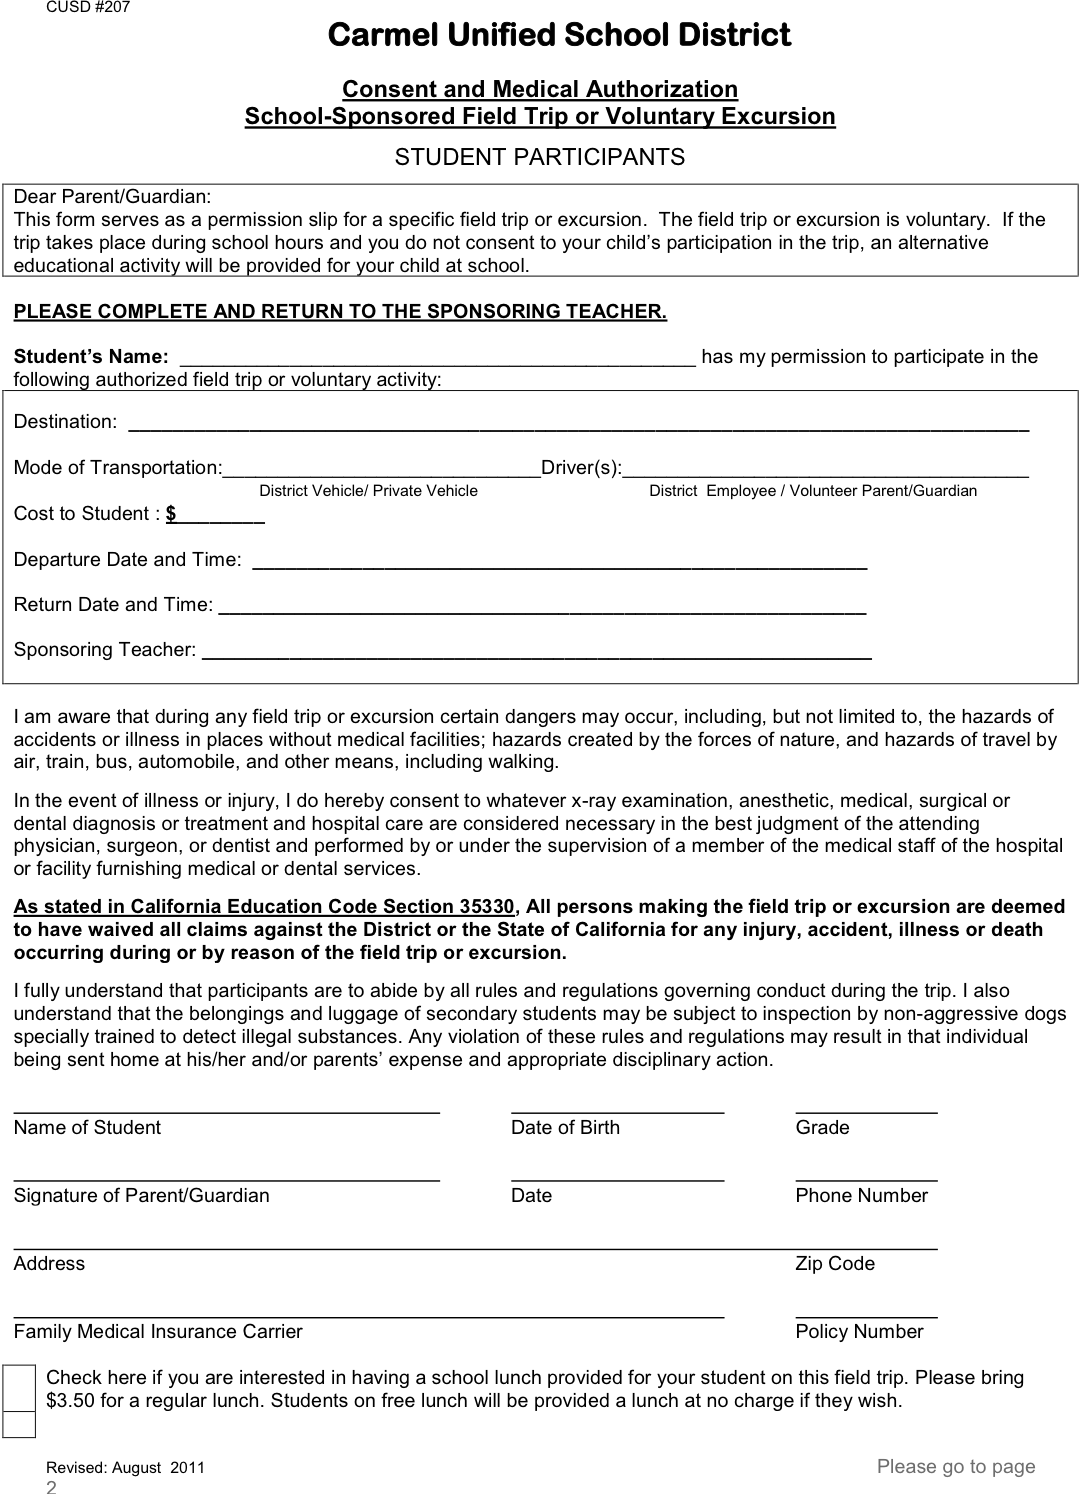 CUSD #207
Carmel Unified School District
Consent and Medical Authorization
School-Sponsored Field Trip or Voluntary Excursion
STUDENT PARTICIPANTS
Dear Parent/Guardian:
This form serves as a permission slip for a specific field trip or excursion.  The field trip or excursion is voluntary.  If the
trip takes place during school hours and you do not consent to your child's participation in the trip, an alternative
educational activity will be provided for your child at school.
PLEASE COMPLETE AND RETURN TO THE SPONSORING TEACHER.
Student's Name: ______________________________________________ has my permission to participate in the
following authorized field trip or voluntary activity:
Destination: ________________________________________________________________________________
Mode of Transportation:____________________________Driver(s):____________________________________
District Vehicle/ Private Vehicle District  Employee / Volunteer Parent/Guardian
Cost to Student : $________
Departure Date and Time: _______________________________________________________
Return Date and Time: __________________________________________________________
Sponsoring Teacher: ____________________________________________________________
I am aware that during any field trip or excursion certain dangers may occur, including, but not limited to, the hazards of
accidents or illness in places without medical facilities; hazards created by the forces of nature, and hazards of travel by
air, train, bus, automobile, and other means, including walking.
In the event of illness or injury, I do hereby consent to whatever x-ray examination, anesthetic, medical, surgical or
dental diagnosis or treatment and hospital care are considered necessary in the best judgment of the attending
physician, surgeon, or dentist and performed by or under the supervision of a member of the medical staff of the hospital
or facility furnishing medical or dental services.
As stated in California Education Code Section 35330, All persons making the field trip or excursion are deemed
to have waived all claims against the District or the State of California for any injury, accident, illness or death
occurring during or by reason of the field trip or excursion.
I fully understand that participants are to abide by all rules and regulations governing conduct during the trip. I also
understand that the belongings and luggage of secondary students may be subject to inspection by non-aggressive dogs
specially trained to detect illegal substances. Any violation of these rules and regulations may result in that individual
being sent home at his/her and/or parents' expense and appropriate disciplinary action.
Name of Student Date of Birth Grade
Signature of Parent/Guardian Date Phone Number
Address Zip Code
Family Medical Insurance Carrier Policy Number
Check here if you are interested in having a school lunch provided for your student on this field trip. Please bring
$3.50 for a regular lunch. Students on free lunch will be provided a lunch at no charge if they wish.
Revised: August  2011 Please go to page
2